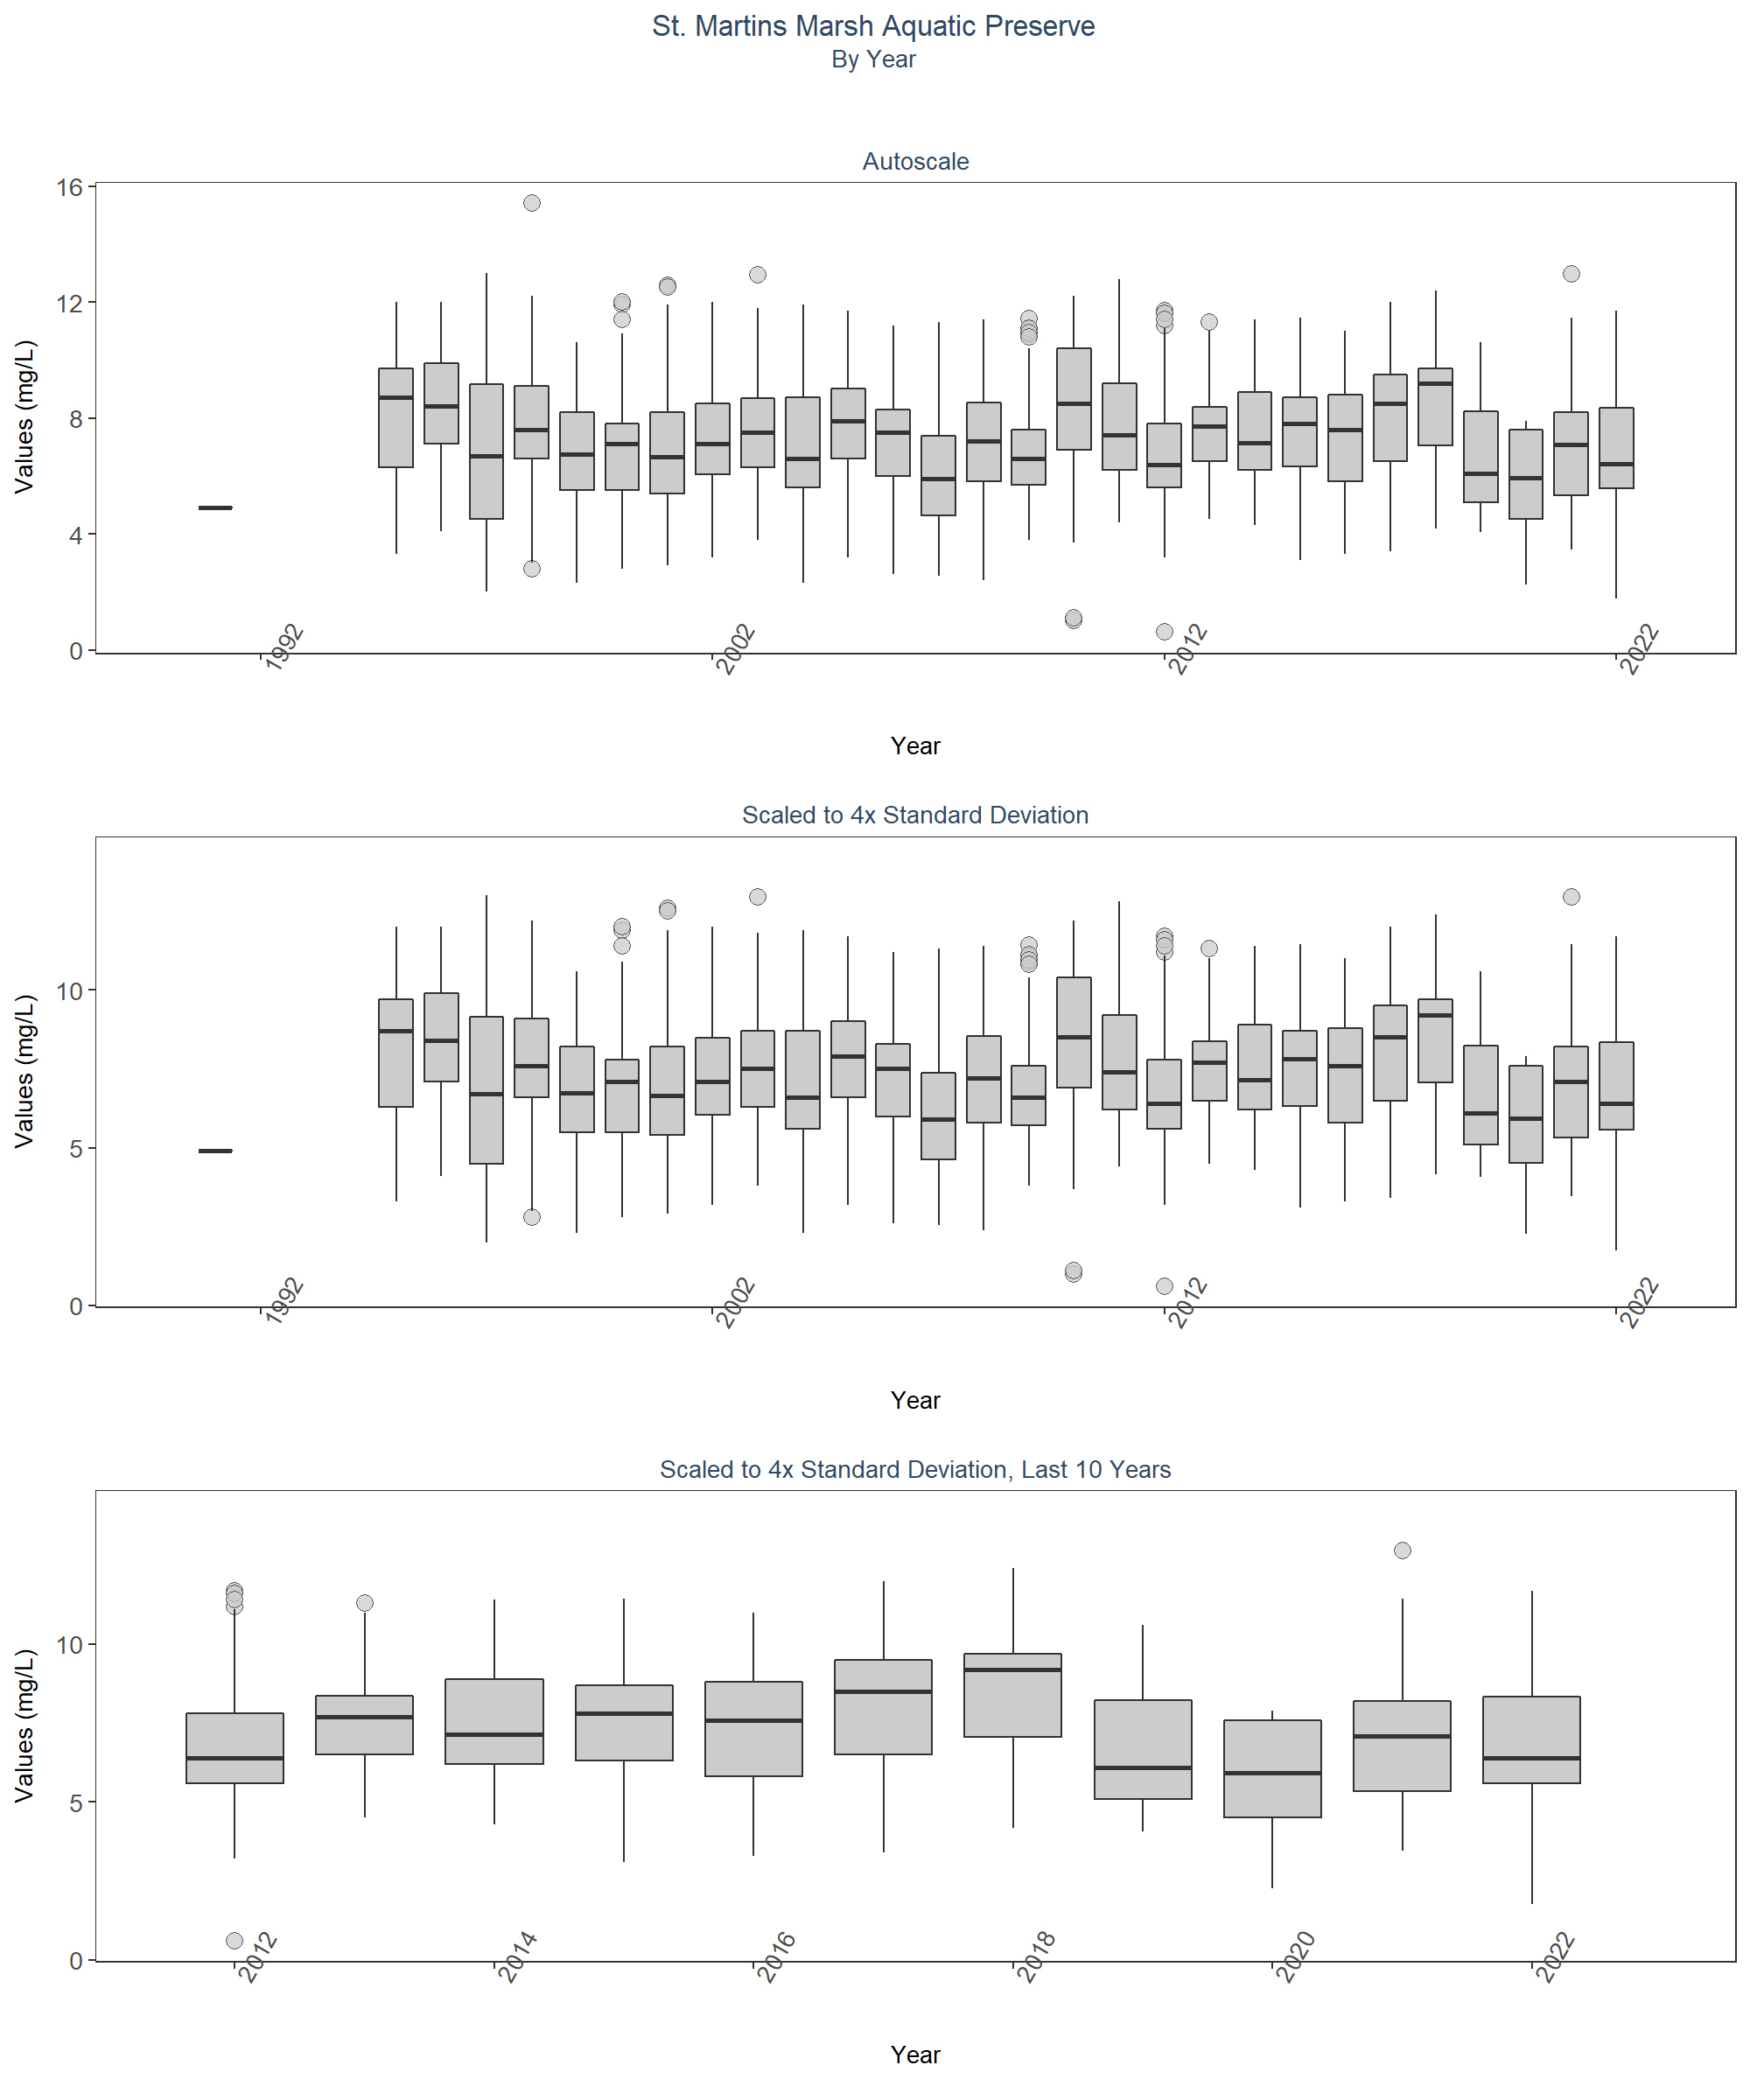 St. Martins Marsh Aquatic Preserve
By Year
Autoscale
Values (mg/L)
16
12
8
4
0
1992
2002
2012
2022
Year
Scaled to 4x Standard Deviation
Values (mg/L)
10
5
0
1992
2002
2012
2022
Year
Scaled to 4x Standard Deviation, Last 10 Years
Values (mg/L)
10
5
0
2012
2014
2016
2018
2020
2022
Year